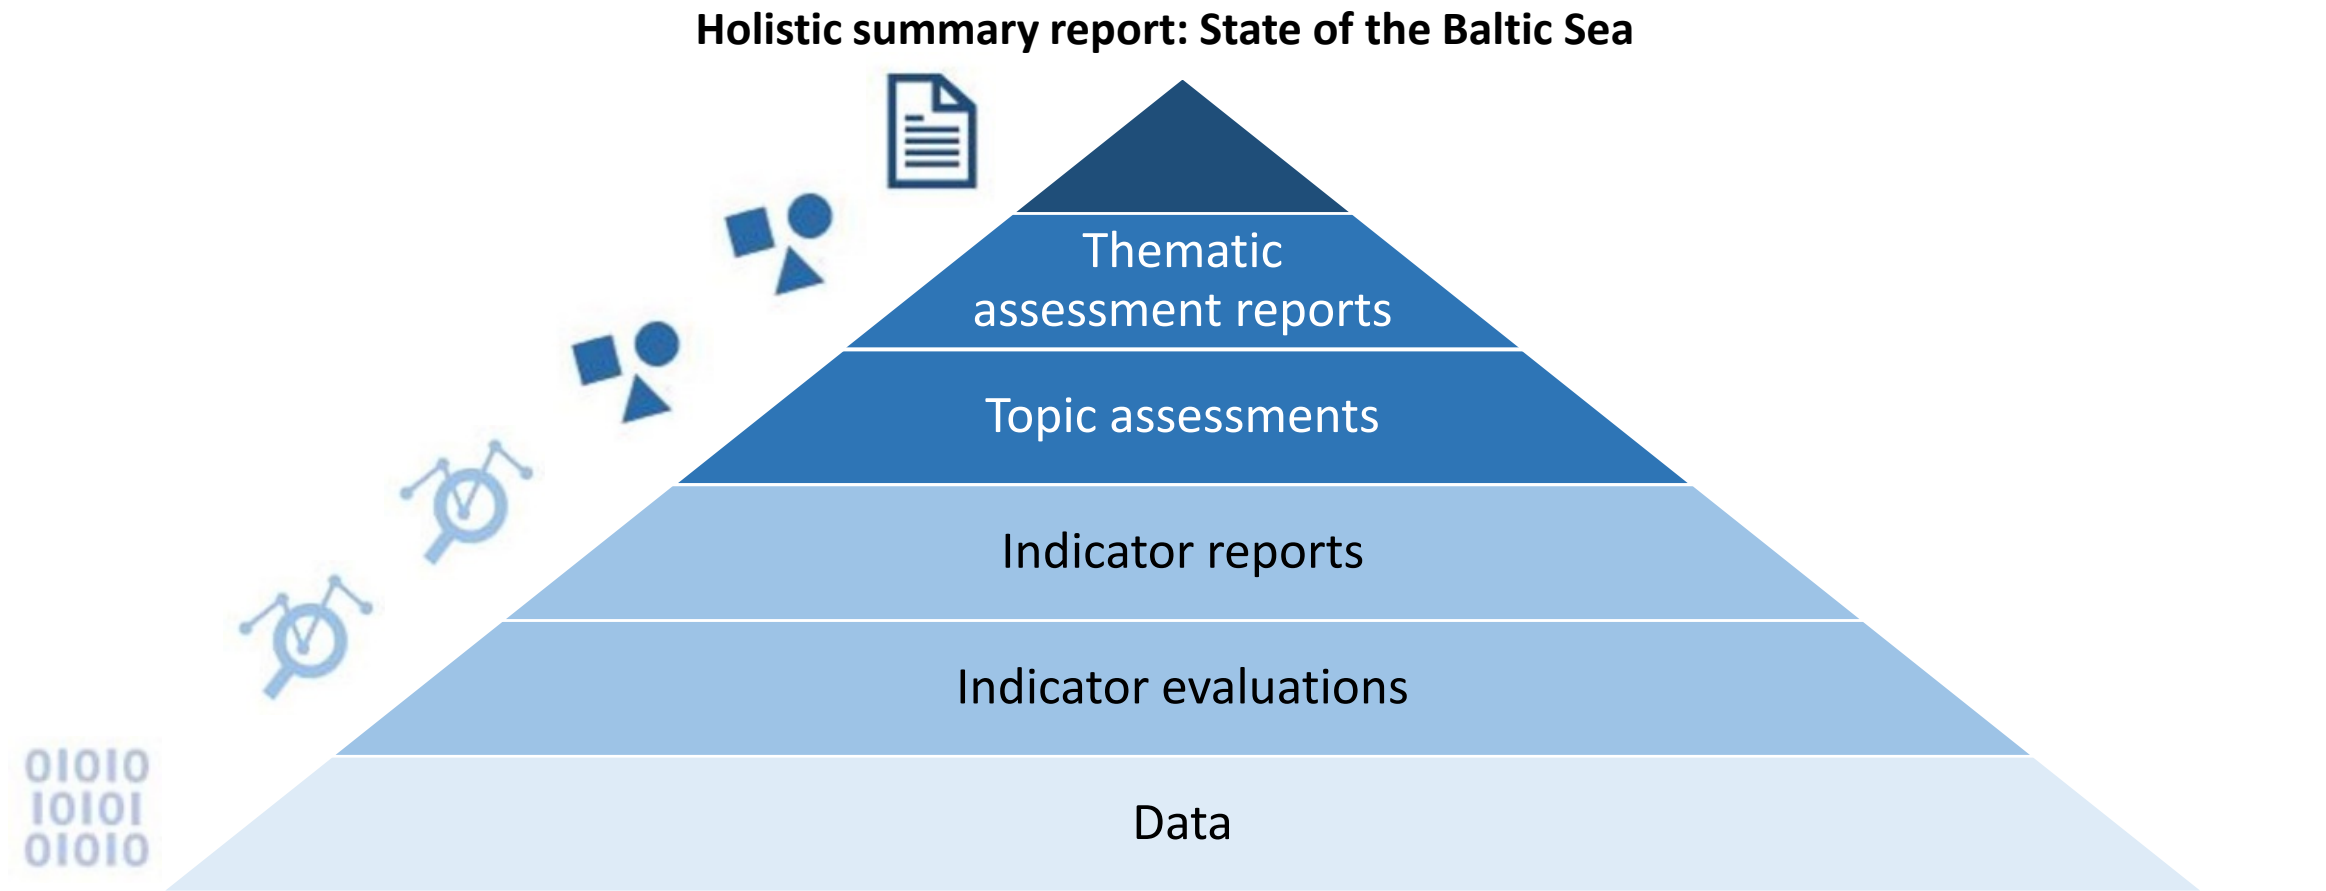 Holistic summary report: State of the Baltic Sea
Thematic
assessment reports
Topic assessments
Indicator reports
Indicator evaluations
Data
01010
10101
01010